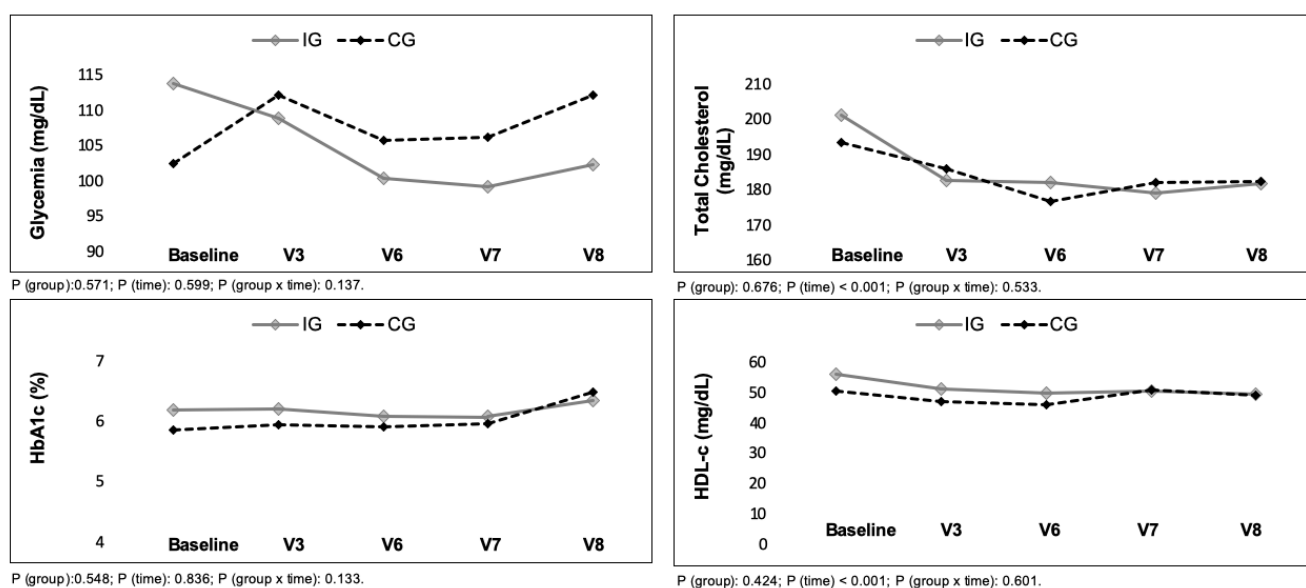 IG CG
Glycemia (mg/dL)
115
110
105
100
95
90
Baseline V3 V6 V7 V8
P (group):0.571; P (time): 0.599; P (group x time): 0.137.
IG CG
Total Cholesterol
(mg/dL)
210
200
190
180
170
160
Baseline V3 V6 V7 V8
P (group): 0.676; P (time) < 0.001; P (group x time): 0.533.
IG CG
HbA1c (%)
7
6
5
4
Baseline V3 V6 V7 V8
P (group):0.548; P (time): 0.836; P (group x time): 0.133.
IG CG
HDL-c (mg/dL)
60
50
40
30
20
10
0
Baseline V3 V6 V7 V8
P (group): 0.424; P (time) < 0.001; P (group x time): 0.601.